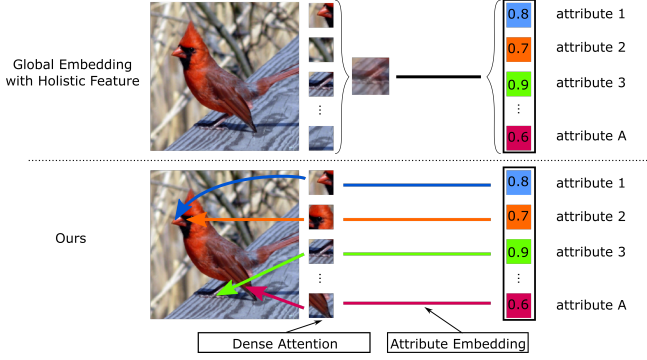 Global Embedding
with Holistic Feature
0.8 attribute 1
0.7 attribute 2
0.9 attribute 3
⋮ ⋮
0.6 attribute A
Ours
0.8 attribute 1
0.7 attribute 2
0.9 attribute 3
⋮ ⋮
0.6 attribute A
Dense Attention
Attribute Embedding